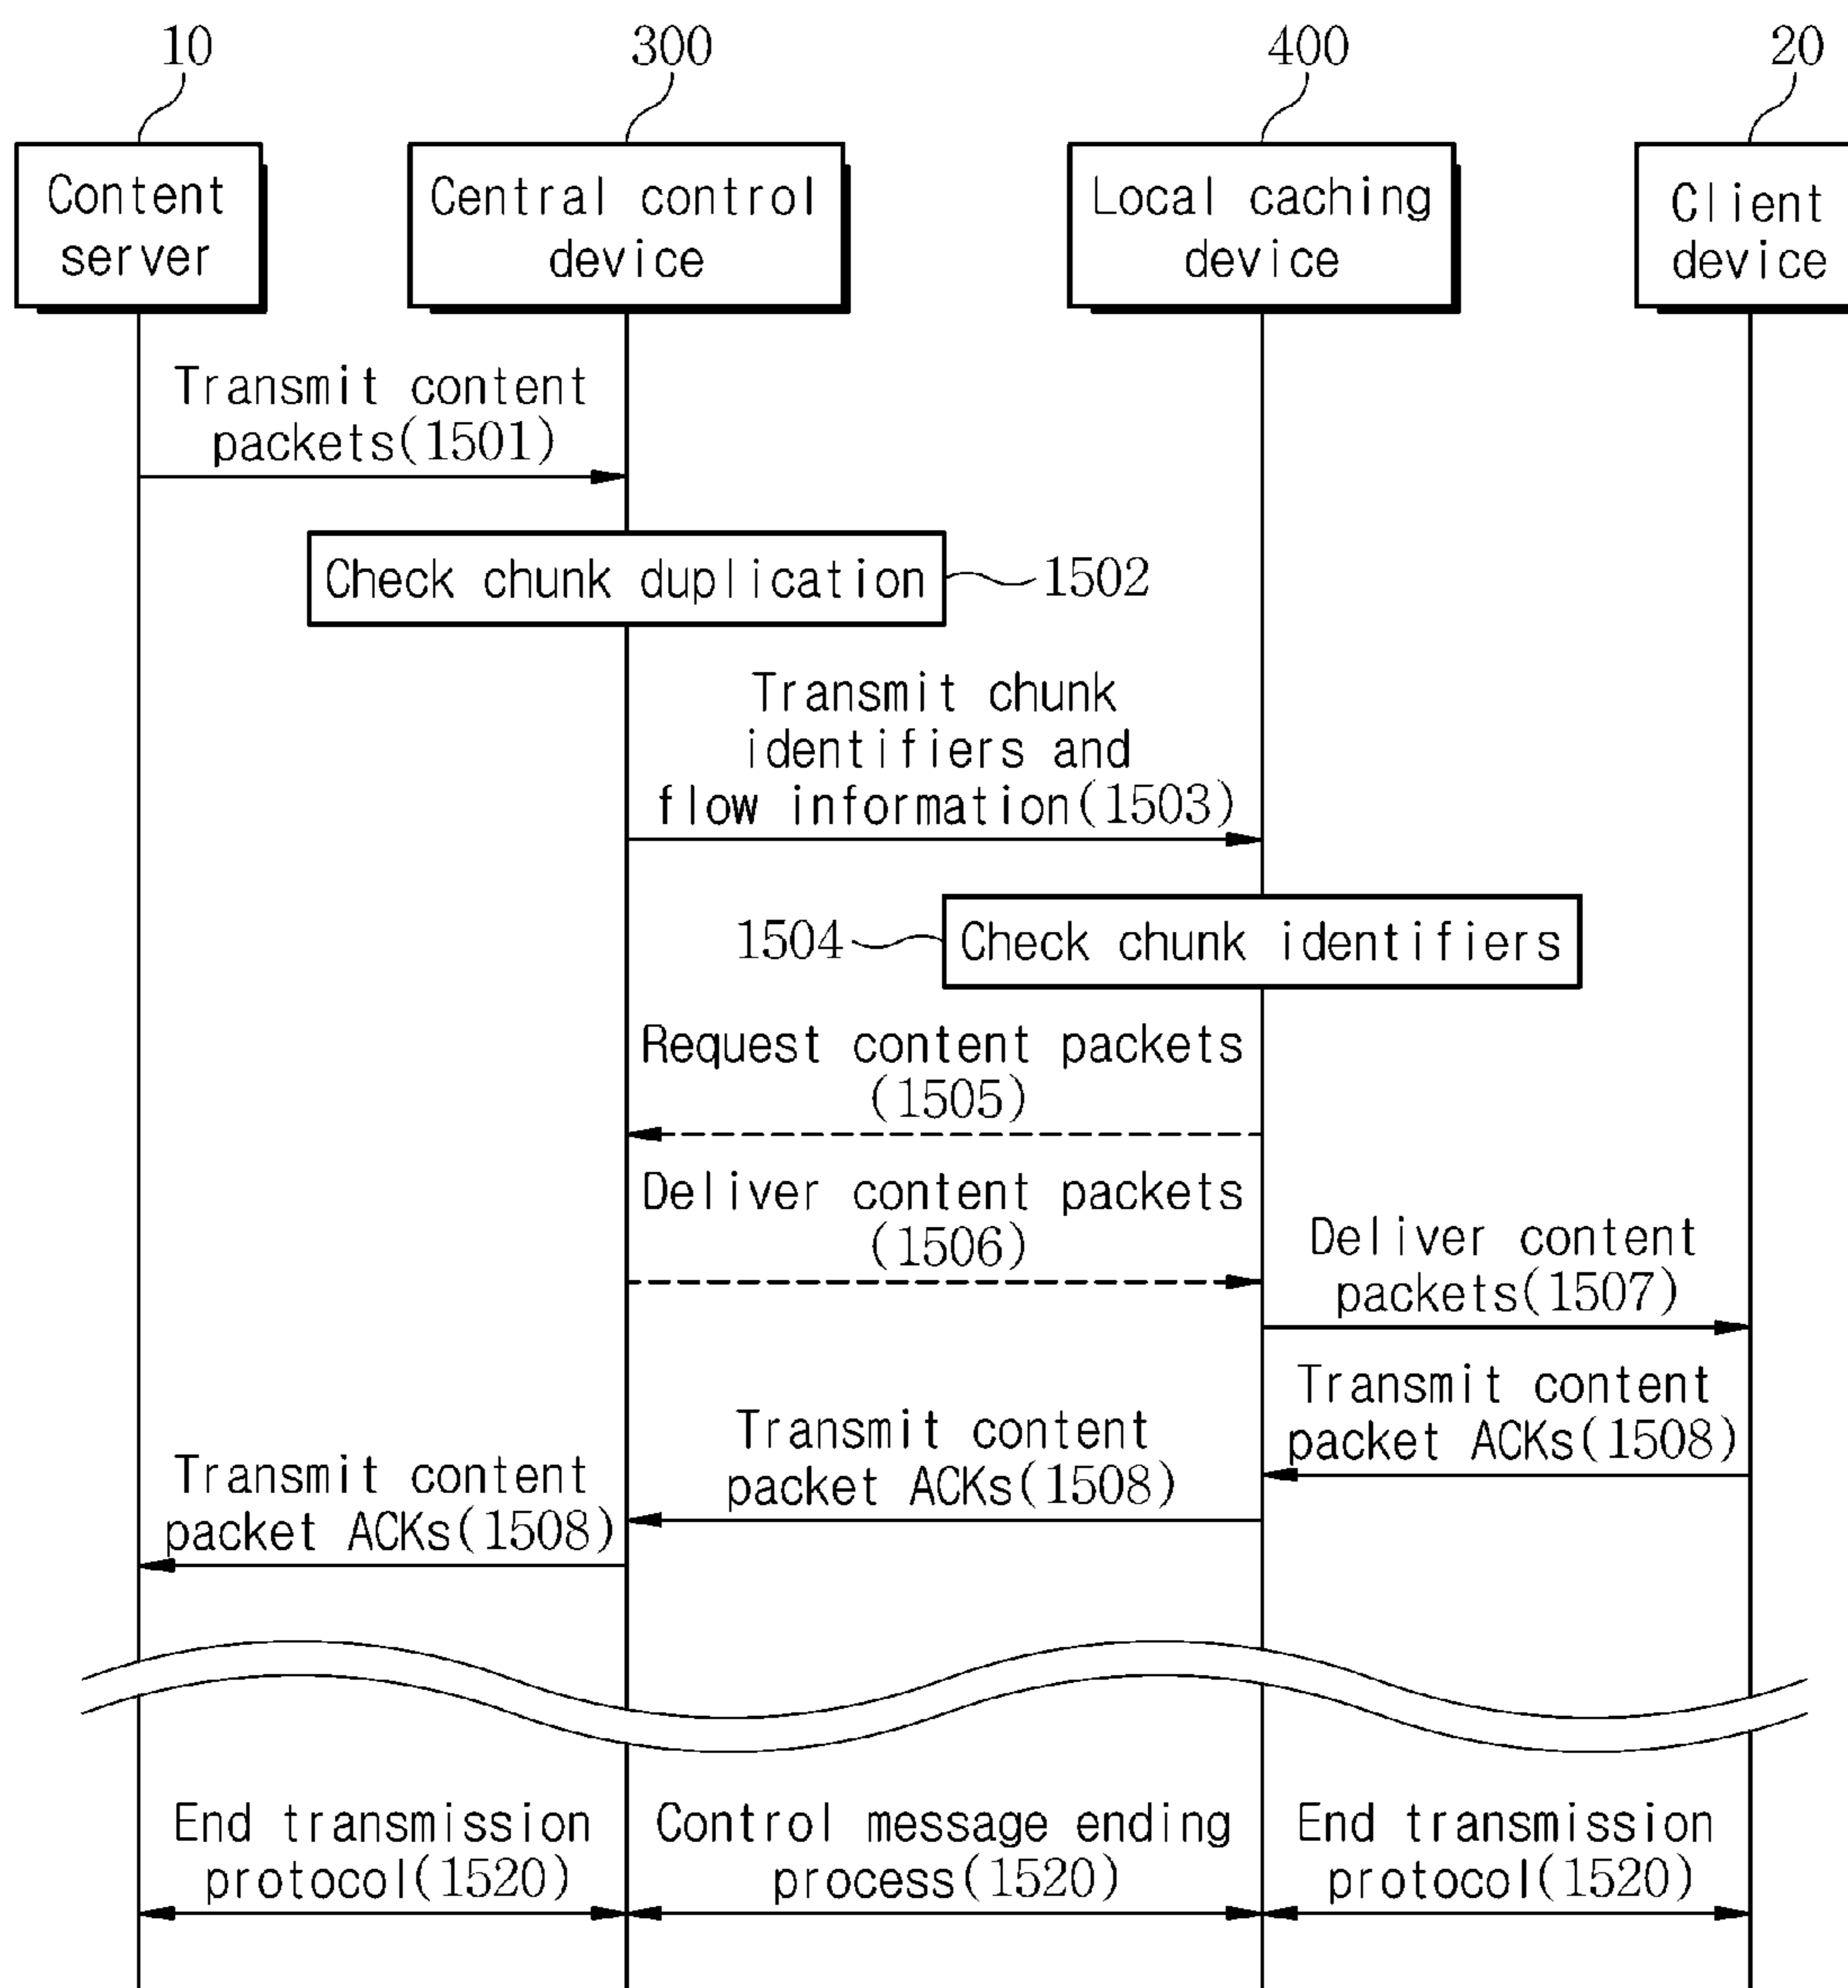 10
300
400
20
Content
server
Central control
device
Local caching
device
Client
device
Transmit content
packets(1501)
Check chunk duplication
1502
Transmit chunk
identifiers and
flow information(1503)
1504
Check chunk identifiers
Request content packets
(1505)
Deliver content packets
(1506)
Deliver content
packets(1507)
Transmit content
packet ACKs(1508)
Transmit content
packet ACKs(1508)
Transmit content
packet ACKs(1508)
End transmission
protocol(1520)
Control message ending
process(1520)
End transmission
protocol(1520)